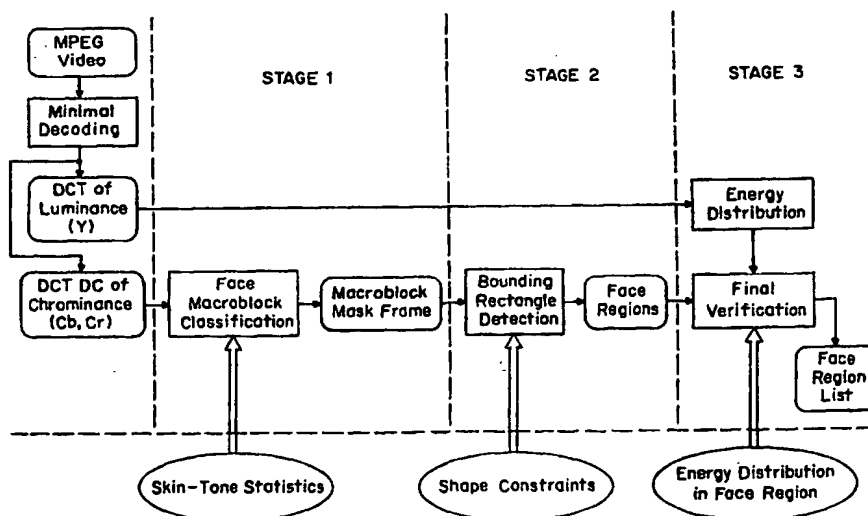 MPEG
Video
Minimal
Decoding
DCT of
Luminance
(Y)
DCT DC of
Chrominance
(Cb, Cr)
STAGE 1
Face
Macroblock
Classification
Macroblock
Mask Frame
Skin-Tone Statistics
STAGE 2
Bounding
Rectangle
Detection
Face
Regions
Shape Constraints
STAGE 3
Energy
Distribution
Final
Verification
Face
Region
List
Energy Distribution
in Face Region